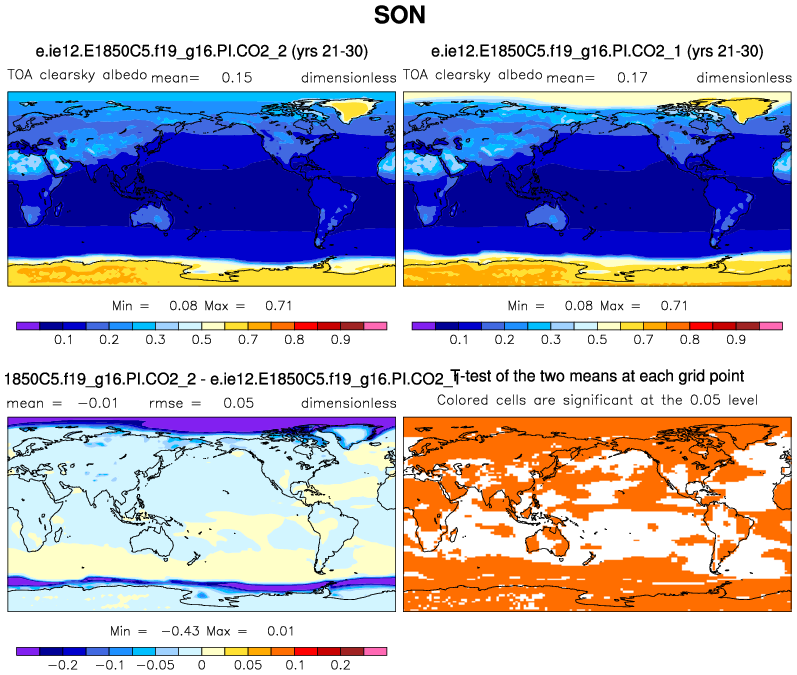 SON
e.ie12.E1850C5.f19_g16.PI.CO2_2 (yrs 21-30)
TOA clearsky albedo mean= 0.15 dimensionless
Min = 0.08 Max = 0.71
0.1 0.2 0.3 0.5 0.7 0.8 0.9
e.ie12.E1850C5.f19_g16.PI.CO2_1 (yrs 21-30)
TOA clearsky albedo mean= 0.17 dimensionless
Min = 0.08 Max = 0.71
0.1 0.2 0.3 0.5 0.7 0.8 0.9
1850C5.f19_g16.PI.CO2_2 - e.ie12.E1850C5.f19_g16.PI.CO2_1
mean = -0.01 rmse = 0.05 dimensionless
Min = -0.43 Max = 0.01
-0.2 -0.1 -0.05 0 0.05 0.1 0.2
T-test of the two means at each grid point
Colored cells are significant at the 0.05 level